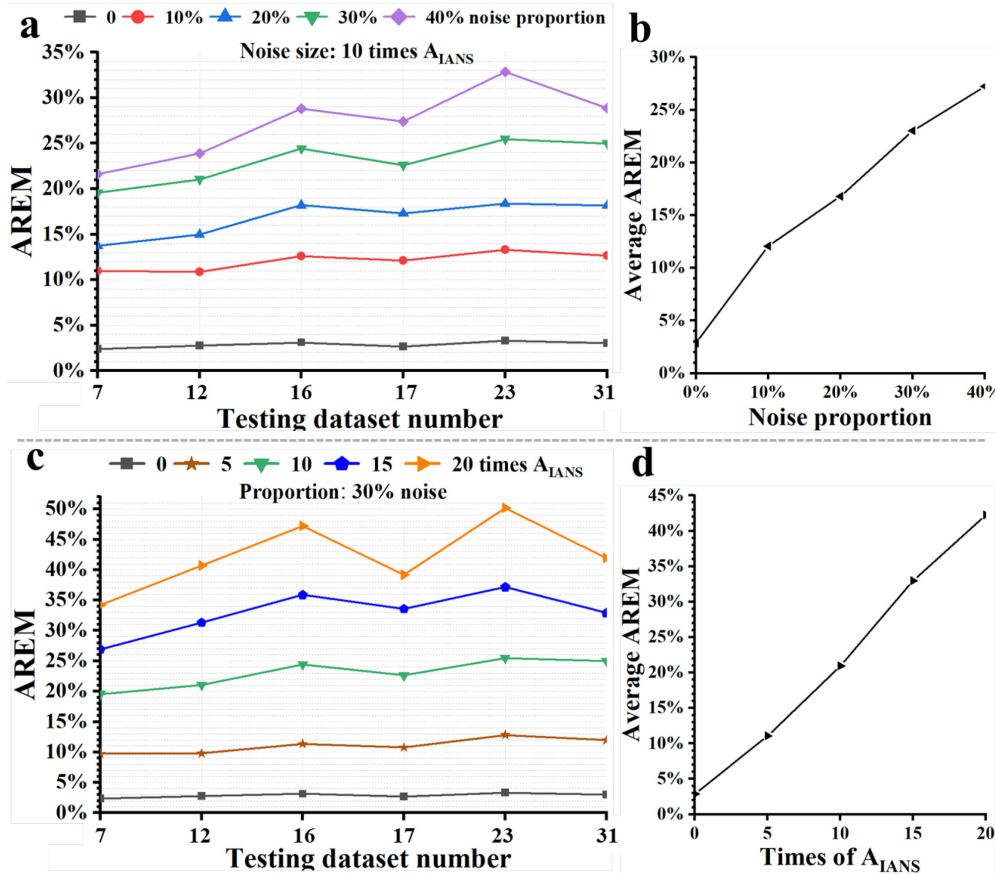 a
0 10% 20% 30% 40% noise proportion
Noise size: 10 times A_IANS
35%
30%
25%
20%
15%
10%
5%
0%
AREM
7 12 16 17 23 31
Testing dataset number
b
30%
25%
20%
15%
10%
5%
0%
Average AREM
0% 10% 20% 30% 40%
Noise proportion
c
0 5 10 15 20 times A_IANS
Proportion: 30% noise
50%
45%
40%
35%
30%
25%
20%
15%
10%
5%
0%
AREM
7 12 16 17 23 31
Testing dataset number
d
45%
40%
35%
30%
25%
20%
15%
10%
5%
0%
Average AREM
0 5 10 15 20
Times of A_IANS